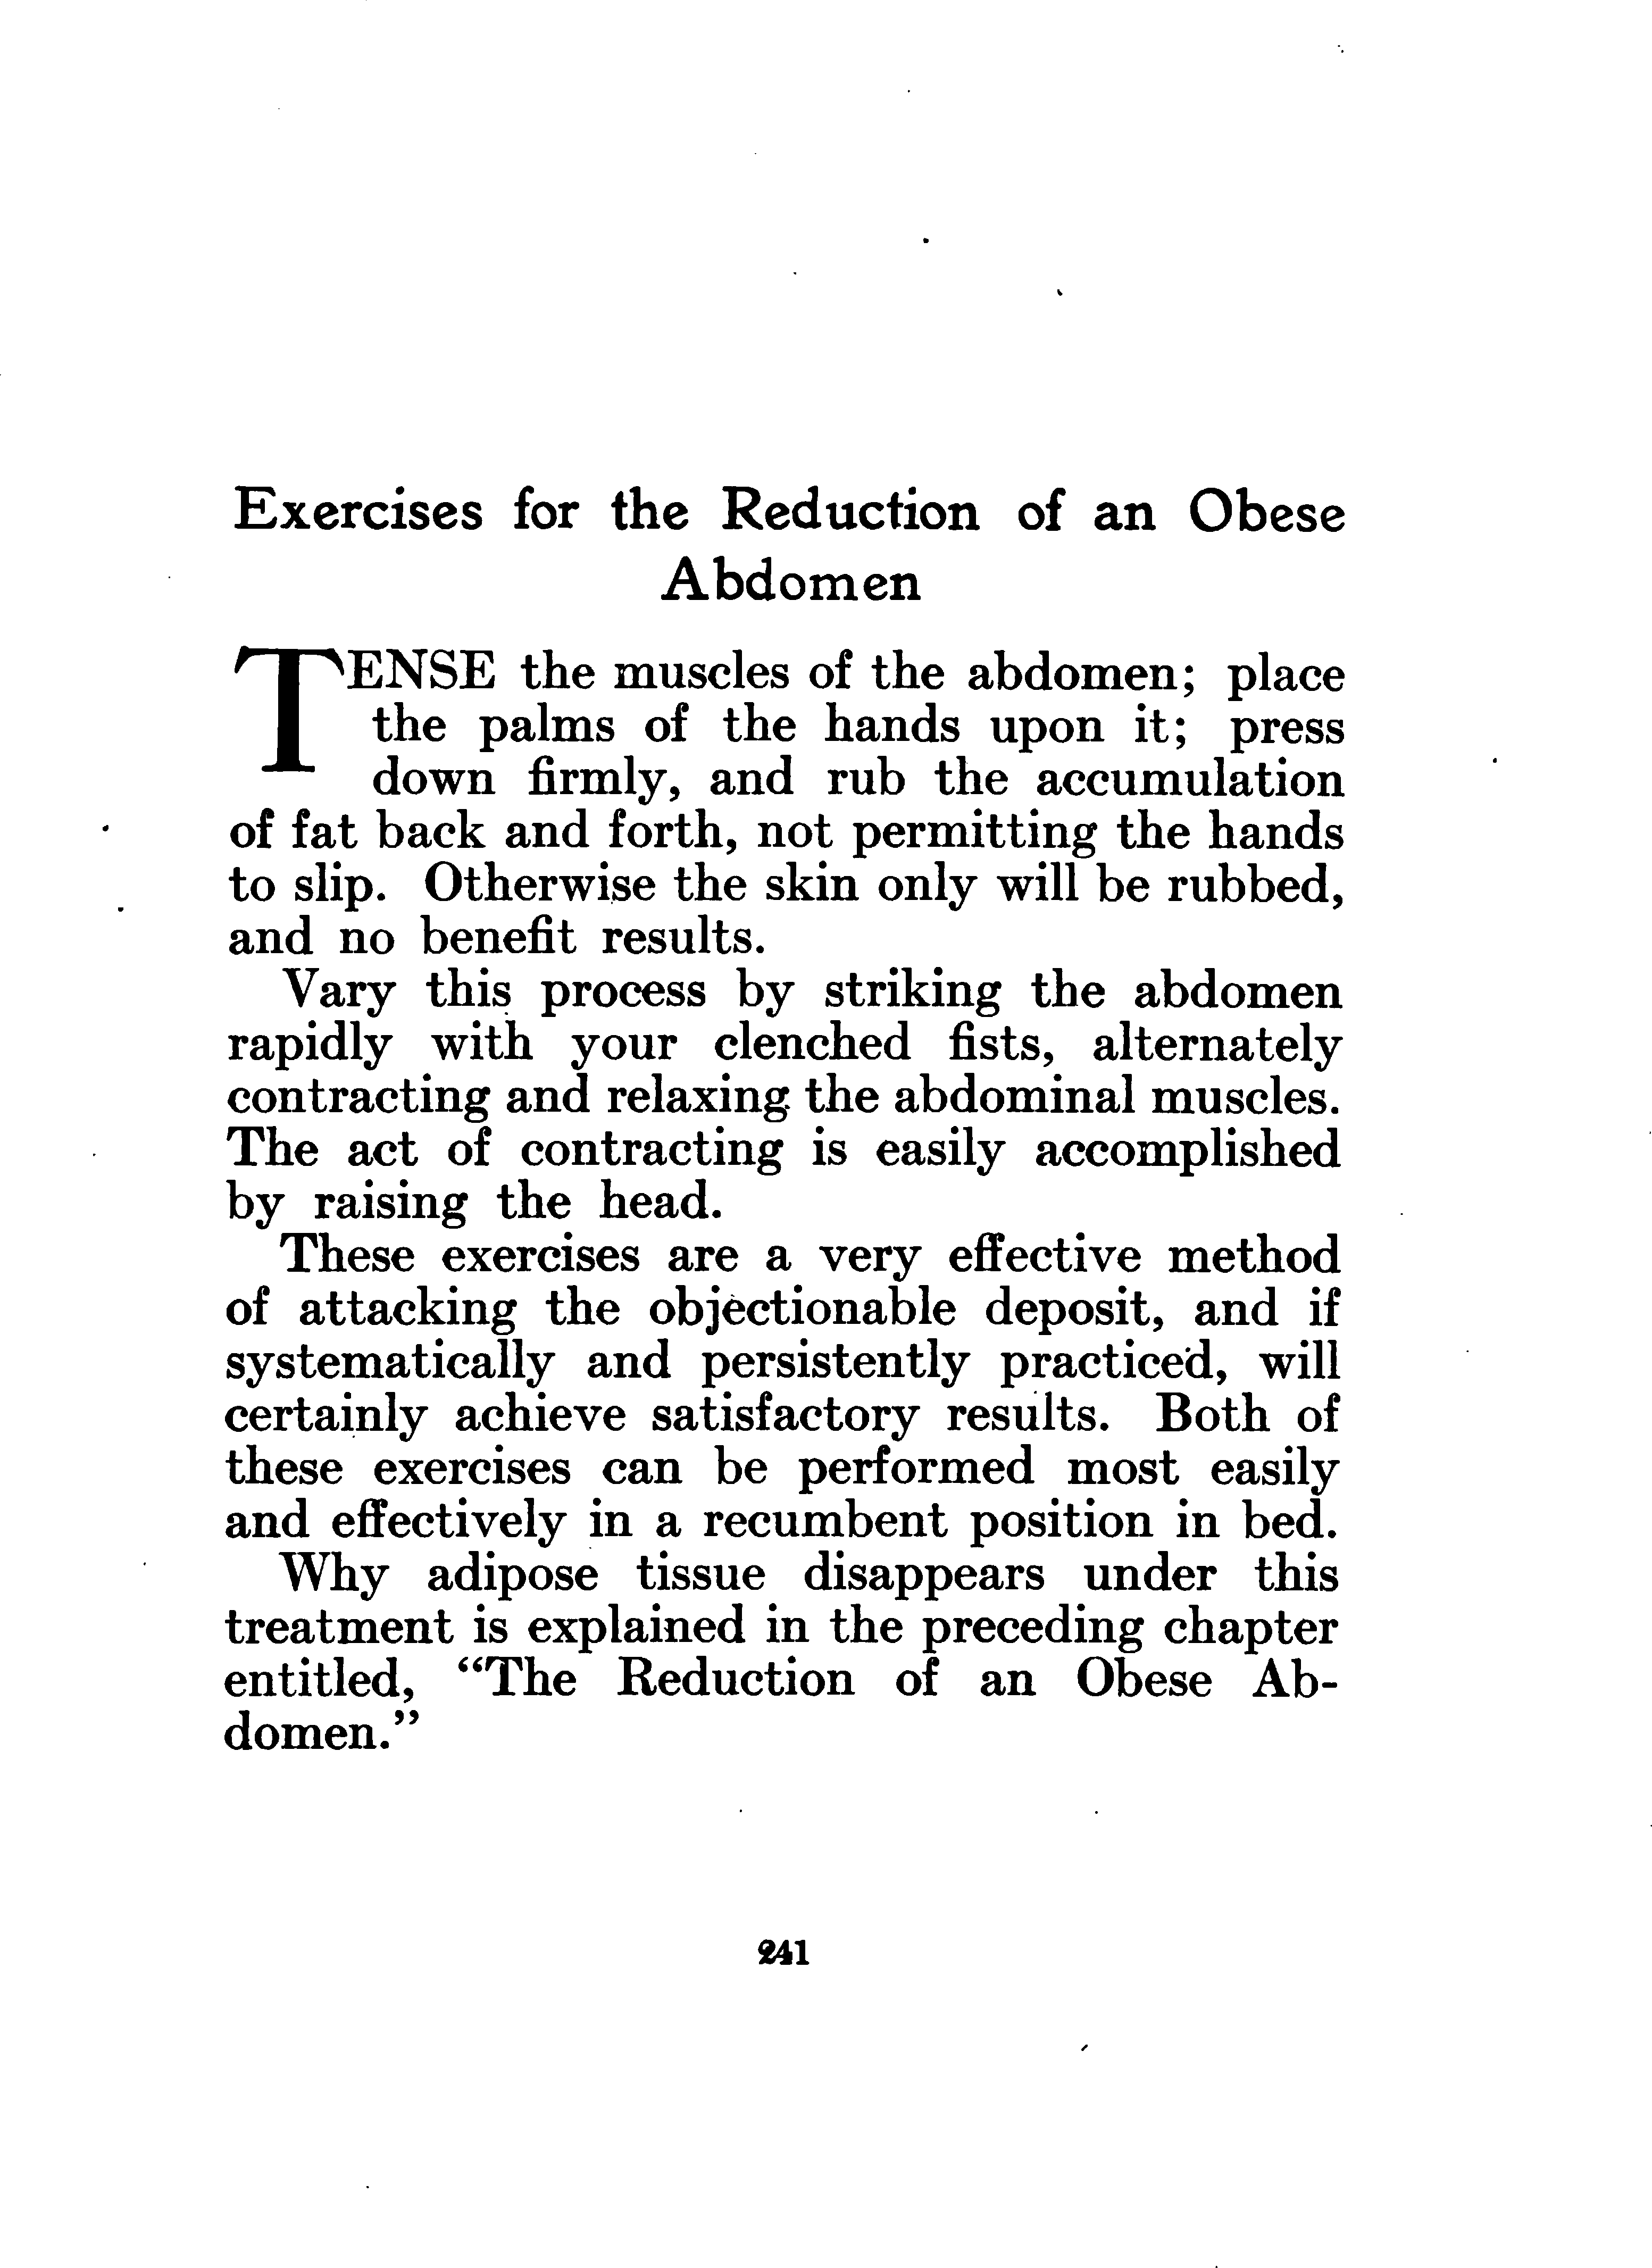 Exercises for the Reduction of an Obese
Abdomen
TENSE the muscles of the abdomen; place
the palms of the hands upon it; press
down firmly, and rub the accumulation
of fat back and forth, not permitting the hands
to slip. Otherwise the skin only will be rubbed,
and no benefit results.
Vary this process by striking the abdomen
rapidly with your clenched fists, alternately
contracting and relaxing the abdominal muscles.
The act of contracting is easily accomplished
by raising the head.
These exercises are a very effective method
of attacking the objectionable deposit, and if
systematically and persistently practiced, will
certainly achieve satisfactory results. Both of
these exercises can be performed most easily
and effectively in a recumbent position in bed.
Why adipose tissue disappears under this
treatment is explained in the preceding chapter
entitled, “The Reduction of an Obese Ab-
domen.”
241